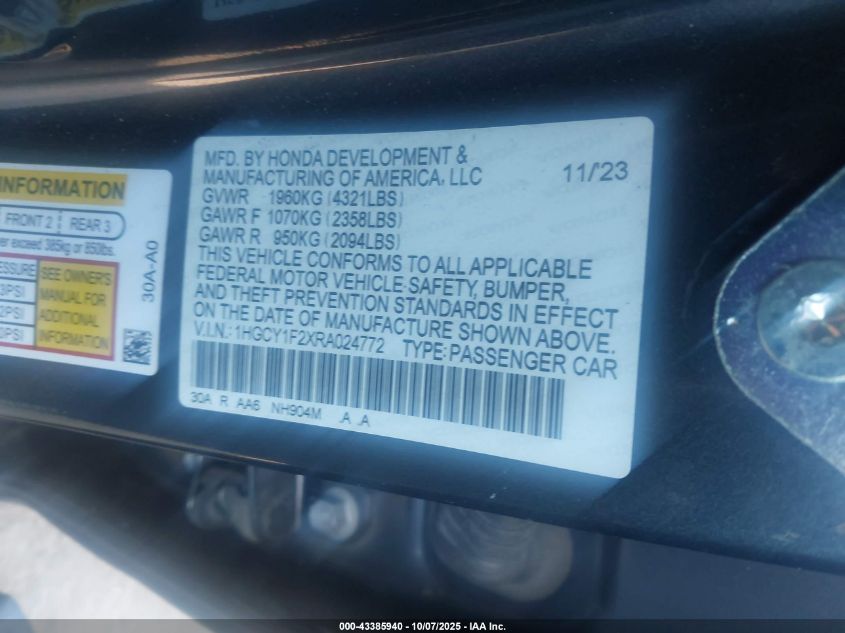 INFORMATION
FRONT 2
REAR 3
exceed 385kg or 850lbs.
SEE OWNER'S
MANUAL FOR
ADDITIONAL
INFORMATION
30A-A0
MFD. BY HONDA DEVELOPMENT &
MANUFACTURING OF AMERICA, LLC 11/'23
GVWR 1960KG (4321LBS)
GAWR F 1070KG (2358LBS)
GAWR R 950KG (2094LBS)
THIS VEHICLE CONFORMS TO ALL APPLICABLE
FEDERAL MOTOR VEHICLE SAFETY, BUMPER,
AND THEFT PREVENTION STANDARDS IN EFFECT
ON THE DATE OF MANUFACTURE SHOWN ABOVE.
V.I.N.: 1HGCY1F2XRA024772 TYPE: PASSENGER CAR
30A R AA6 NH904M A A
000-43385940 - 10/07/2025 - IAA Inc.